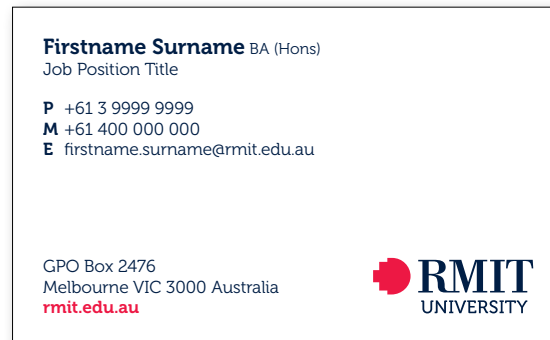 Firstname Surname BA (Hons)
Job Position Title
P +61 3 9999 9999
M +61 400 000 000
E firstname.surname@rmit.edu.au
GPO Box 2476
Melbourne VIC 3000 Australia
rmit.edu.au
RMIT
UNIVERSITY